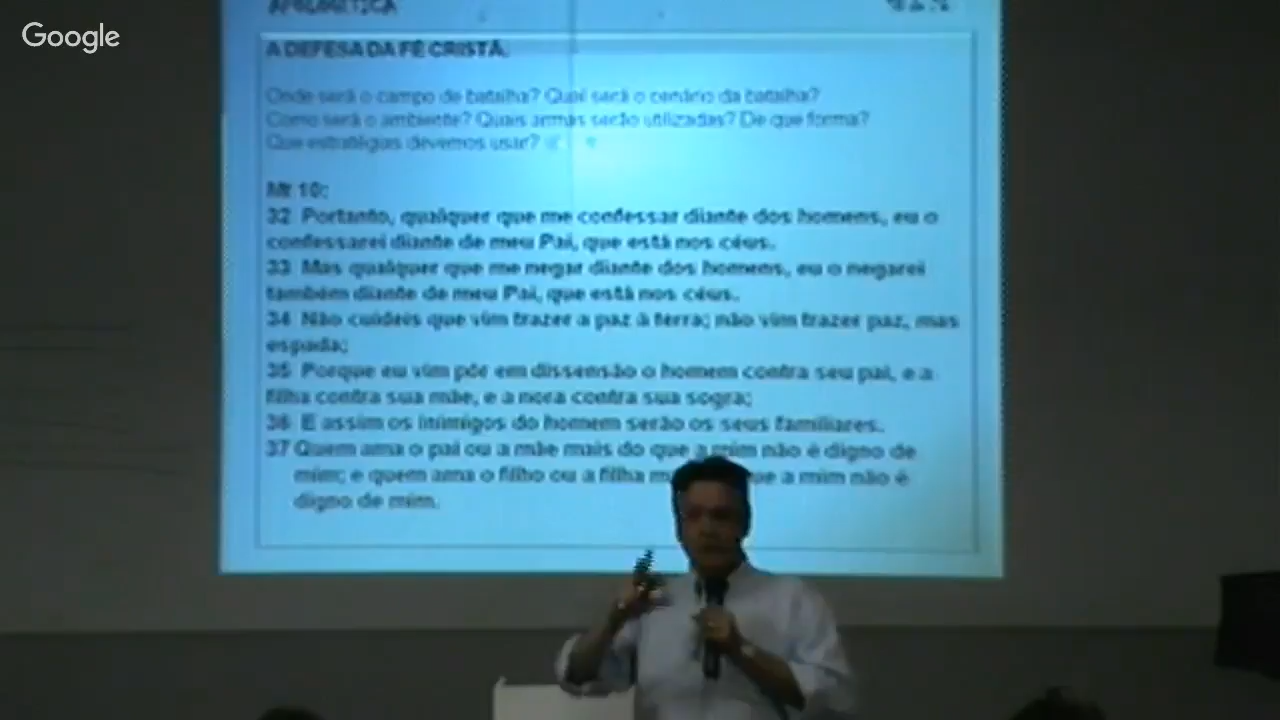 Google
APOLOGÉTICA
A DEFESA DA FÉ CRISTÃ.
Onde será o campo de batalha? Qual será o cenário da batalha?
Como será o ambiente? Quais armas serão utilizadas? De que forma?
Que estratégias devemos usar?
Mt 10:
32 Portanto, qualquer que me confessar diante dos homens, eu o
confessarei diante de meu Pai, que está nos céus.
33 Mas qualquer que me negar diante dos homens, eu o negarei
também diante de meu Pai, que está nos céus.
34 Não cuideis que vim trazer a paz à terra; não vim trazer paz, mas
espada;
35 Porque eu vim pôr em dissensão o homem contra seu pai, e a
filha contra sua mãe, e a nora contra sua sogra;
36 E assim os inimigos do homem serão os seus familiares.
37 Quem ama o pai ou a mãe mais do que a mim não é digno de
mim; e quem ama o filho ou a filha m ue a mim não é
digno de mim.